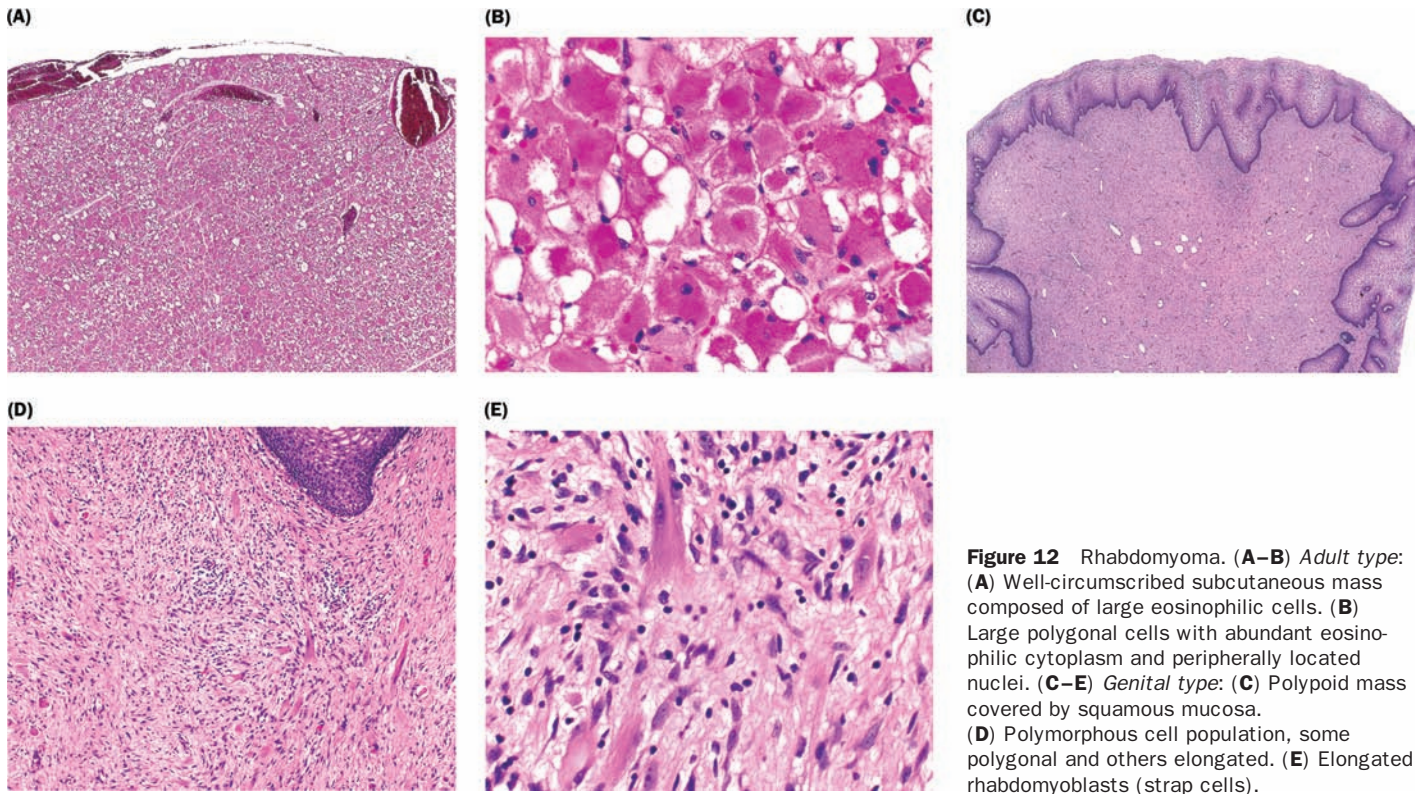 (A)
(B)
(C)
(D)
(E)
Figure 12 Rhabdomyoma. (A–B) Adult type:
(A) Well-circumscribed subcutaneous mass
composed of large eosinophilic cells. (B)
Large polygonal cells with abundant eosino-
philic cytoplasm and peripherally located
nuclei. (C–E) Genital type: (C) Polypoid mass
covered by squamous mucosa.
(D) Polymorphous cell population, some
polygonal and others elongated. (E) Elongated
rhabdomyoblasts (strap cells).